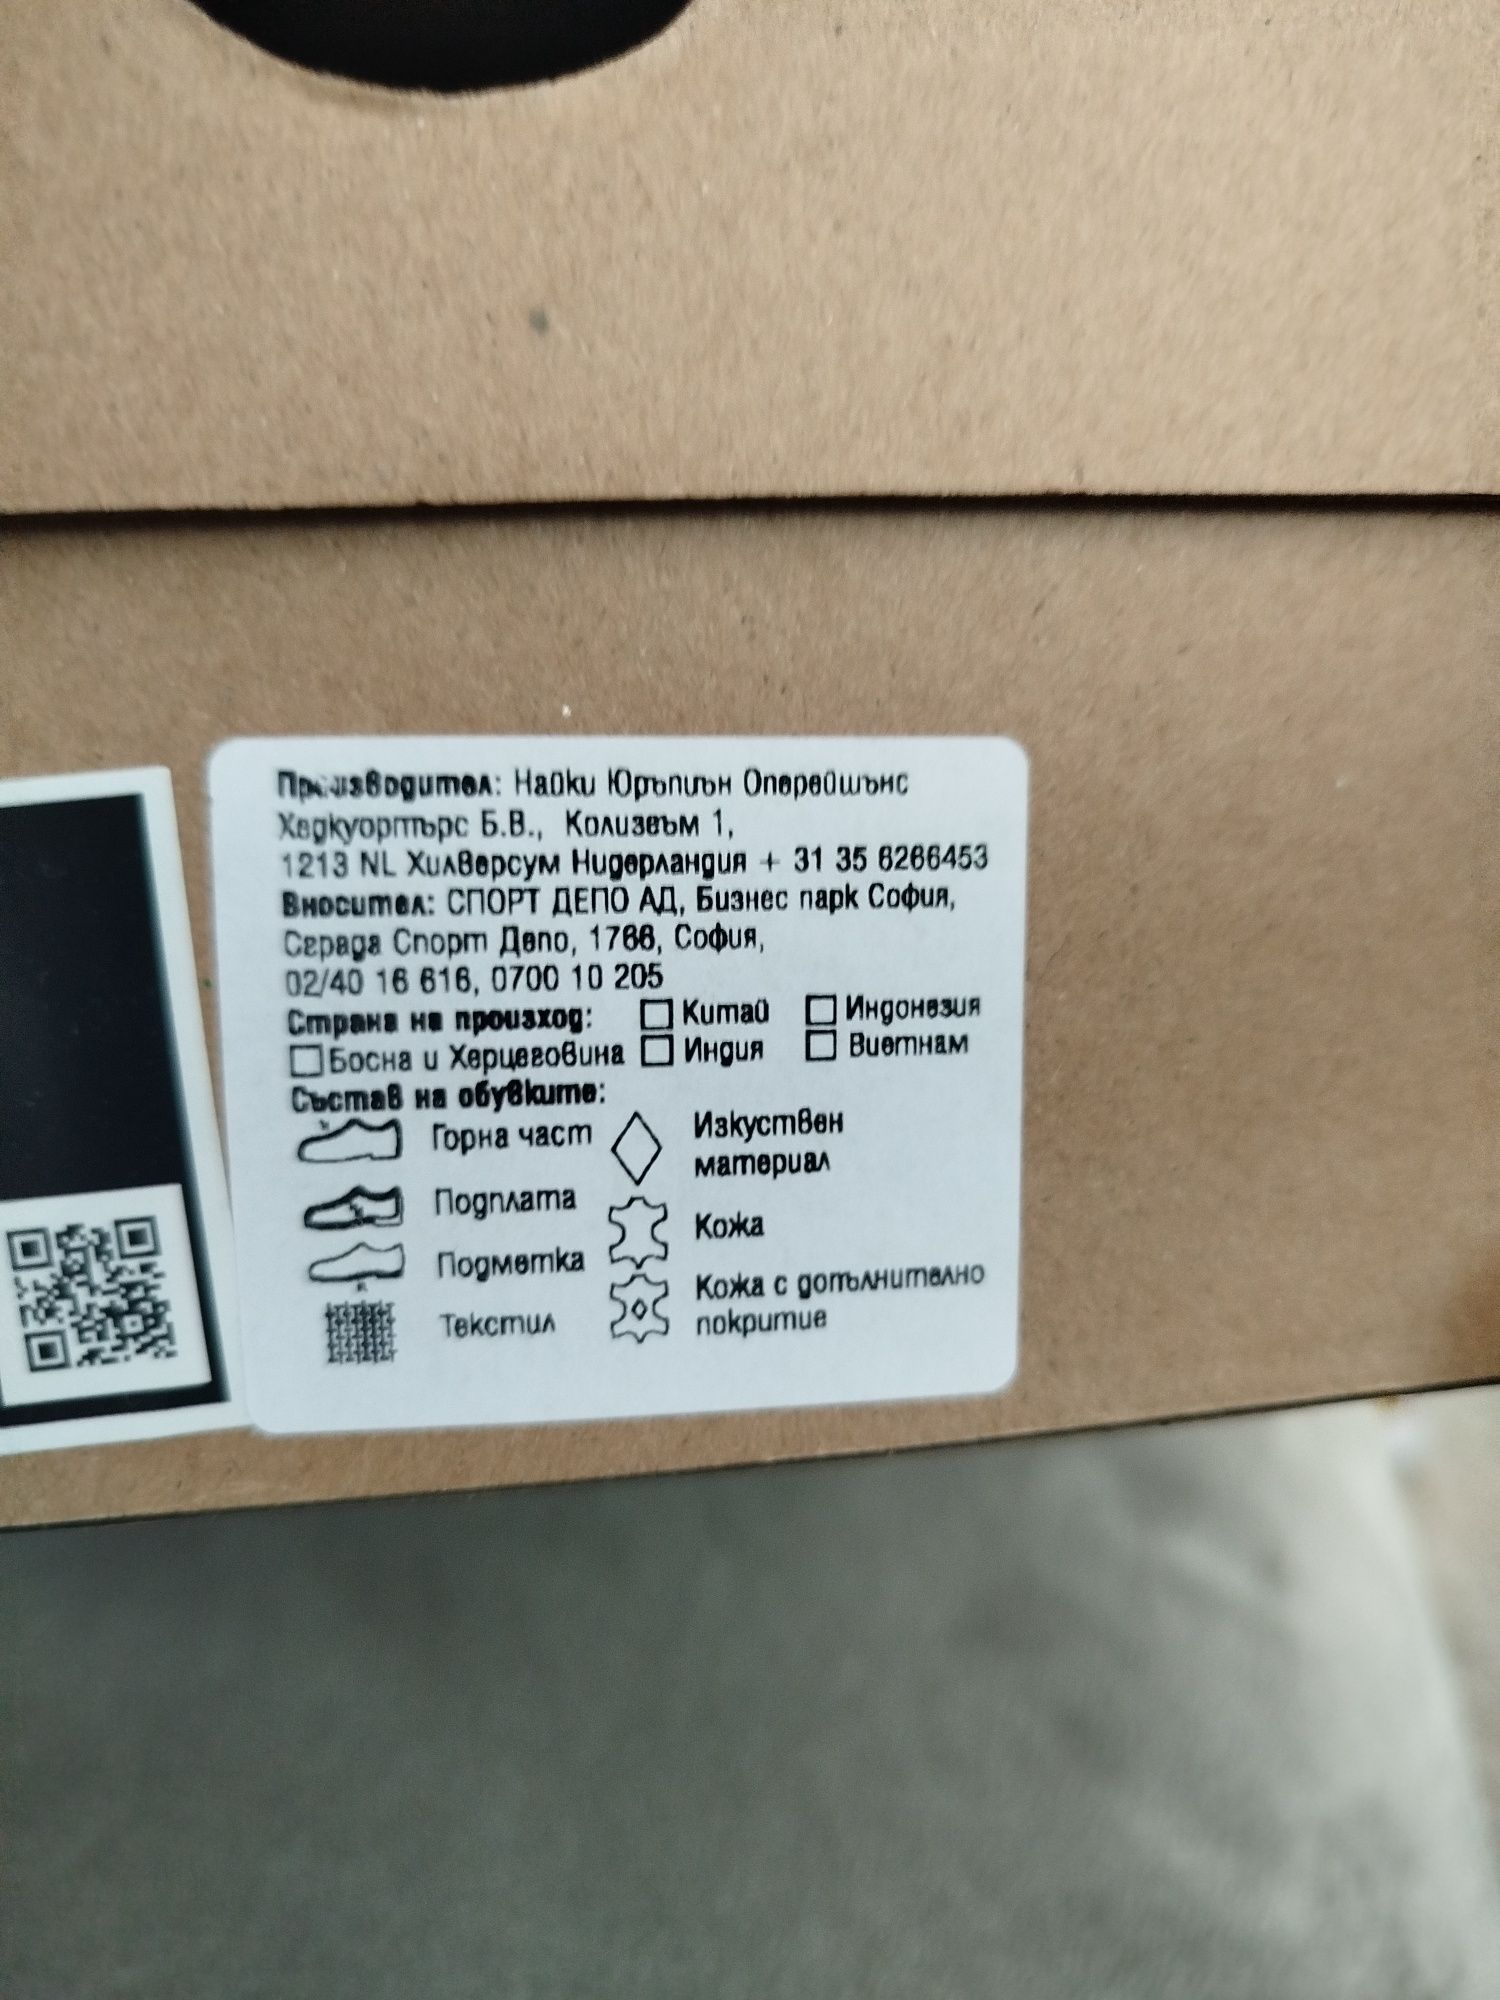 Производител: Найки Юръпиън Оперейшънс
Хедкуортърс Б.В., Колизеъм 1,
1213 NL Хилверсум Нидерландия + 31 35 6266453
Вносител: СПОРТ ДЕПО АД, Бизнес парк София,
Сграда Спорт Депо, 1766, София,
02/40 16 616, 0700 10 205
Страна на произход: Китай Индонезия
Босна и Херцеговина Индия Виетнам
Състав на обувките:
Горна част Изкуствен материал
Подплата Кожа
Подметка Кожа с допълнително покритие
Текстил